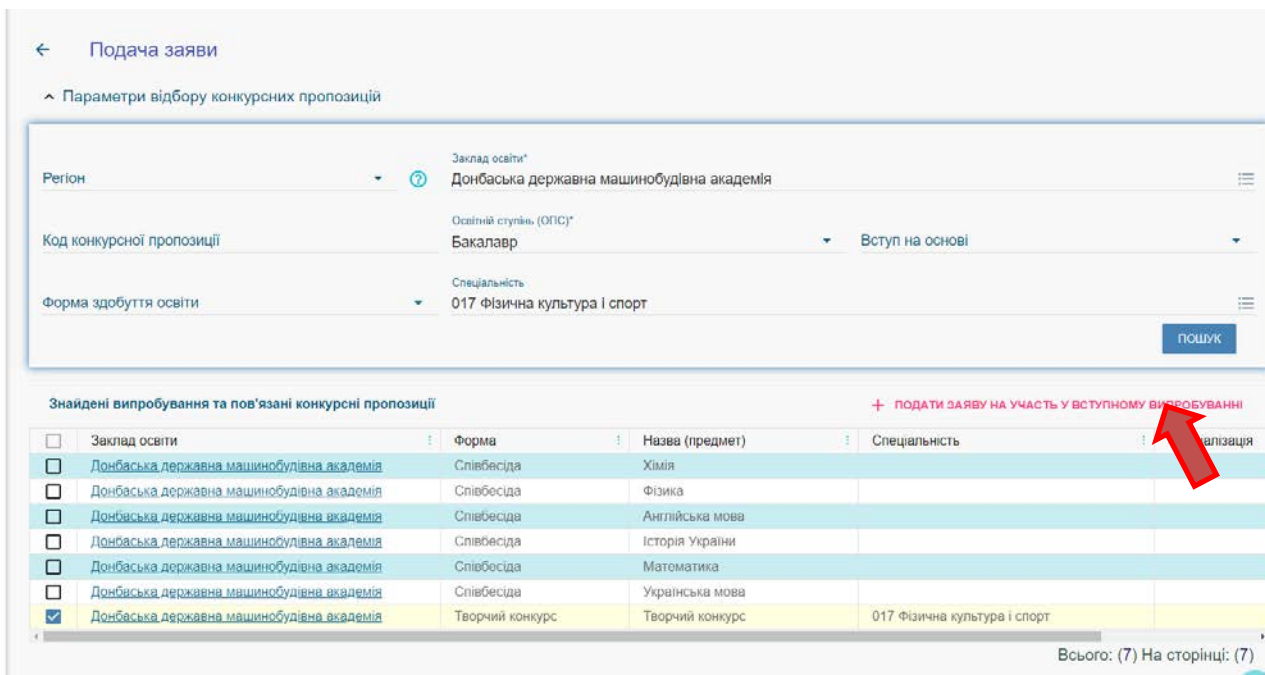 Подача заяви
Параметри відбору конкурсних пропозицій
Заклад освіти*
Регіон Донбаська державна машинобудівна академія
Освітній ступінь (ОПС)*
Код конкурсної пропозиції Бакалавр Вступ на основі
Спеціальність
Форма здобуття освіти 017 Фізична культура і спорт
ПОШУК
Знайдені випробування та пов'язані конкурсні пропозиції + ПОДАТИ ЗАЯВУ НА УЧАСТЬ У ВСТУПНОМУ ВИПРОБУВАННІ
Заклад освіти Форма Назва (предмет) Спеціальність алізація
Донбаська державна машинобудівна академія Співбесіда Хімія
Донбаська державна машинобудівна академія Співбесіда Фізика
Донбаська державна машинобудівна академія Співбесіда Англійська мова
Донбаська державна машинобудівна академія Співбесіда Історія України
Донбаська державна машинобудівна академія Співбесіда Математика
Донбаська державна машинобудівна академія Співбесіда Українська мова
Донбаська державна машинобудівна академія Творчий конкурс Творчий конкурс 017 Фізична культура і спорт
Всього: (7) На сторінці: (7)